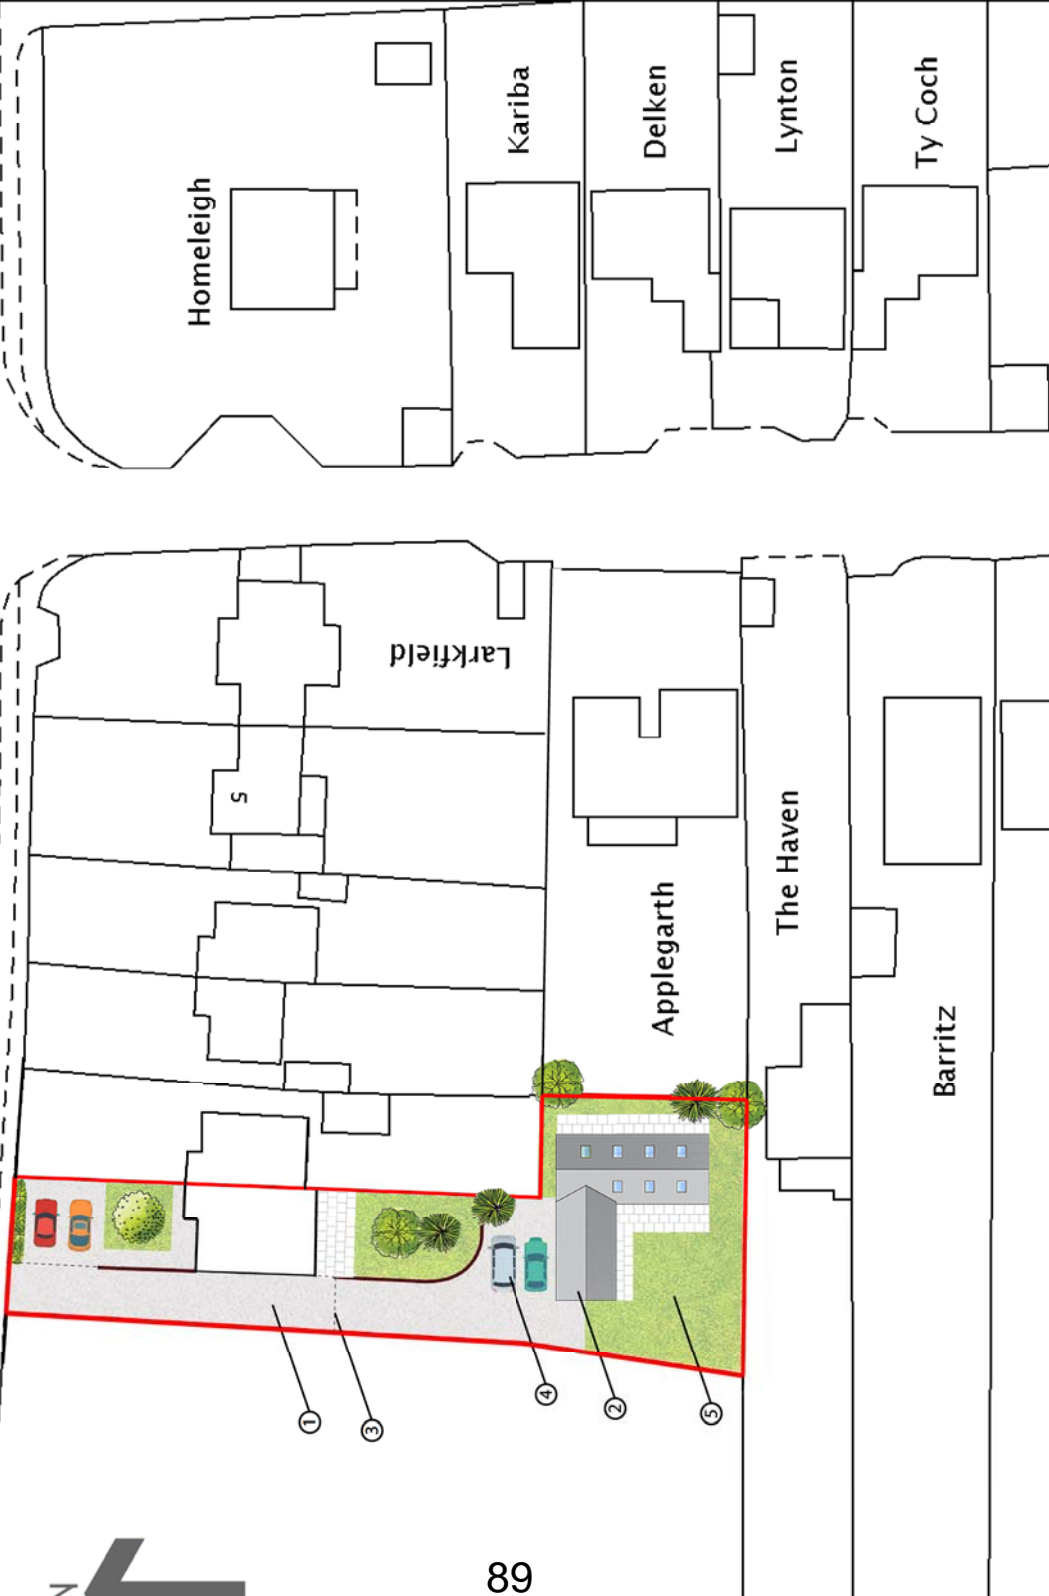 Homeleigh
Kariba
Delken
Lynton
Ty Coch
Larkfield
5
Applegarth
The Haven
Barritz
1
3
4
2
5
N
89